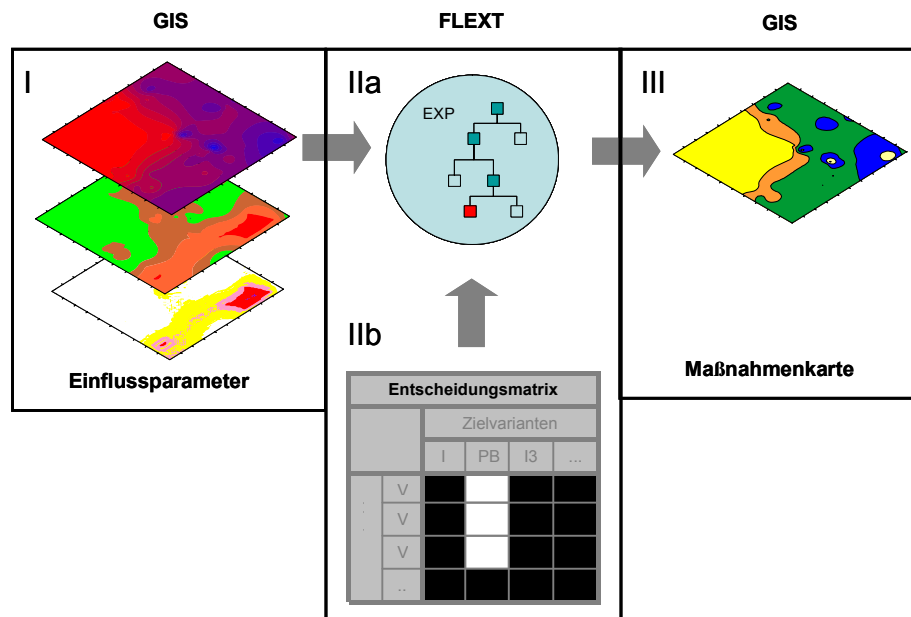 GIS
FLEXT
GIS
I
IIa
III
EXP
IIb
Einflussparameter
Maßnahmenkarte
Entscheidungsmatrix
Zielvarianten
I PB I3 ...
V
V
V
..